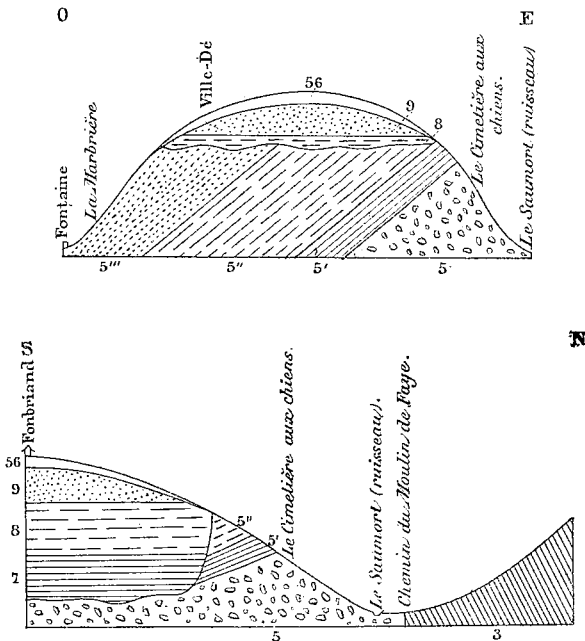 O
E
Fontaine
La Marbrière
Ville-Dé
56
9
8
Le Cimetière aux
chiens.
Le Saumort (ruisseau)
5'''
5''
5'
5
S
N
Fonbriand
56
9
8
7
5''
5'
Le Cimetière aux chiens.
Le Saumort (ruisseau).
Chemin du Moulin de Faye.
5
3